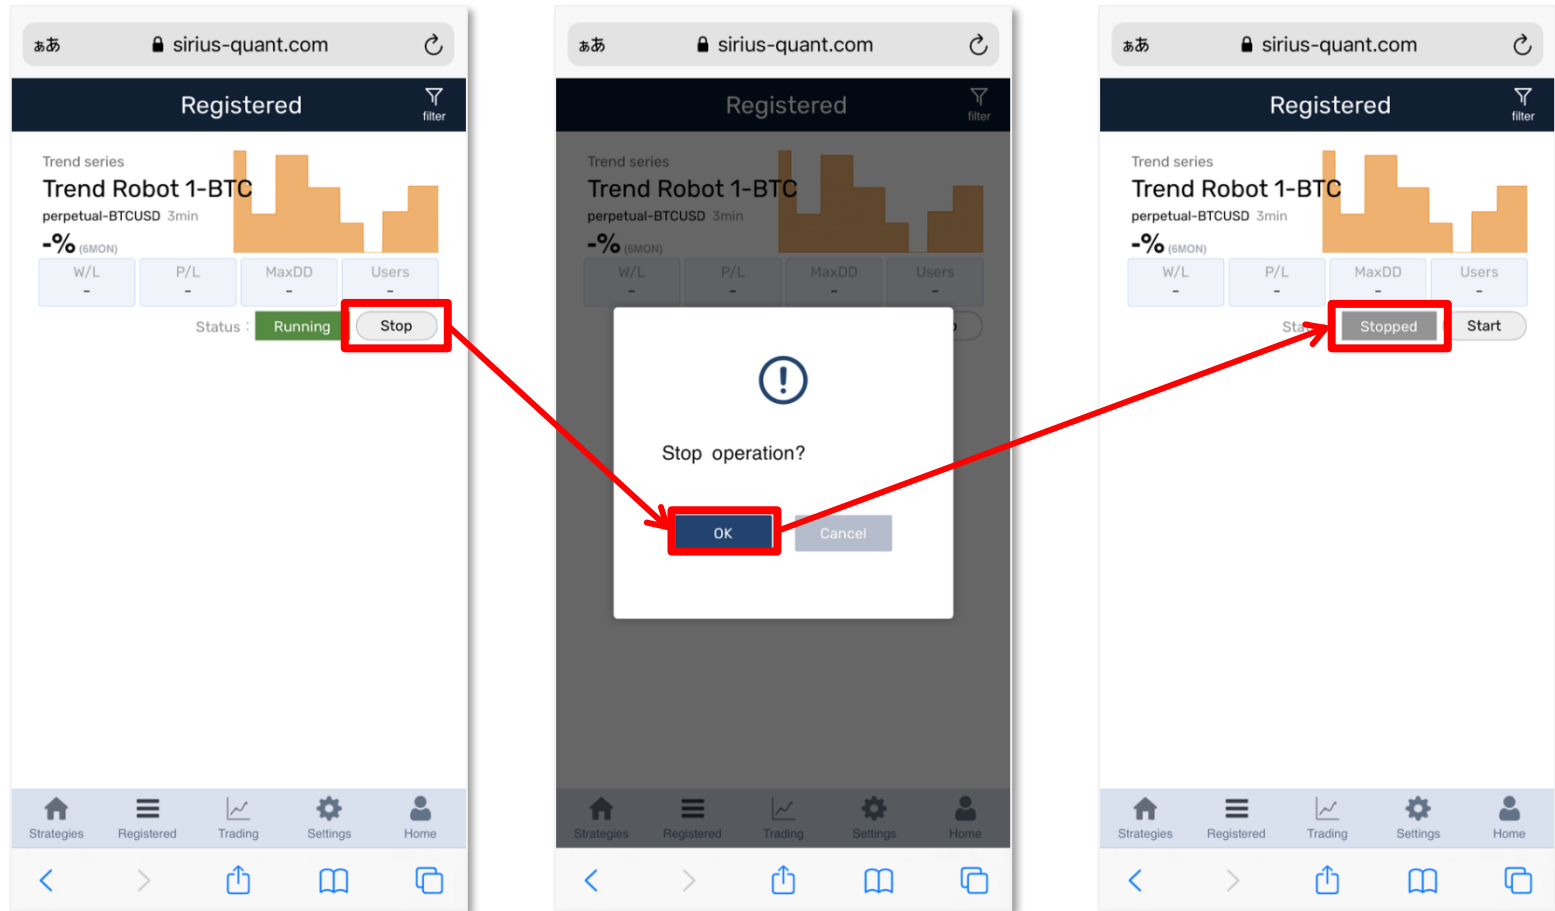 ぁあ sirius-quant.com
Registered
filter
Trend series
Trend Robot 1-BTC
perpetual-BTCUSD 3min
-% (6MON)
W/L P/L MaxDD Users
- - - -
Status : Running Stop
Strategies Registered Trading Settings Home
ぁあ sirius-quant.com
Registered
filter
Trend series
Trend Robot 1-BTC
perpetual-BTCUSD 3min
-% (6MON)
W/L P/L MaxDD Users
- - - -
Stop operation?
OK Cancel
Strategies Registered Trading Settings Home
ぁあ sirius-quant.com
Registered
filter
Trend series
Trend Robot 1-BTC
perpetual-BTCUSD 3min
-% (6MON)
W/L P/L MaxDD Users
- - - -
Stopped Start
Strategies Registered Trading Settings Home